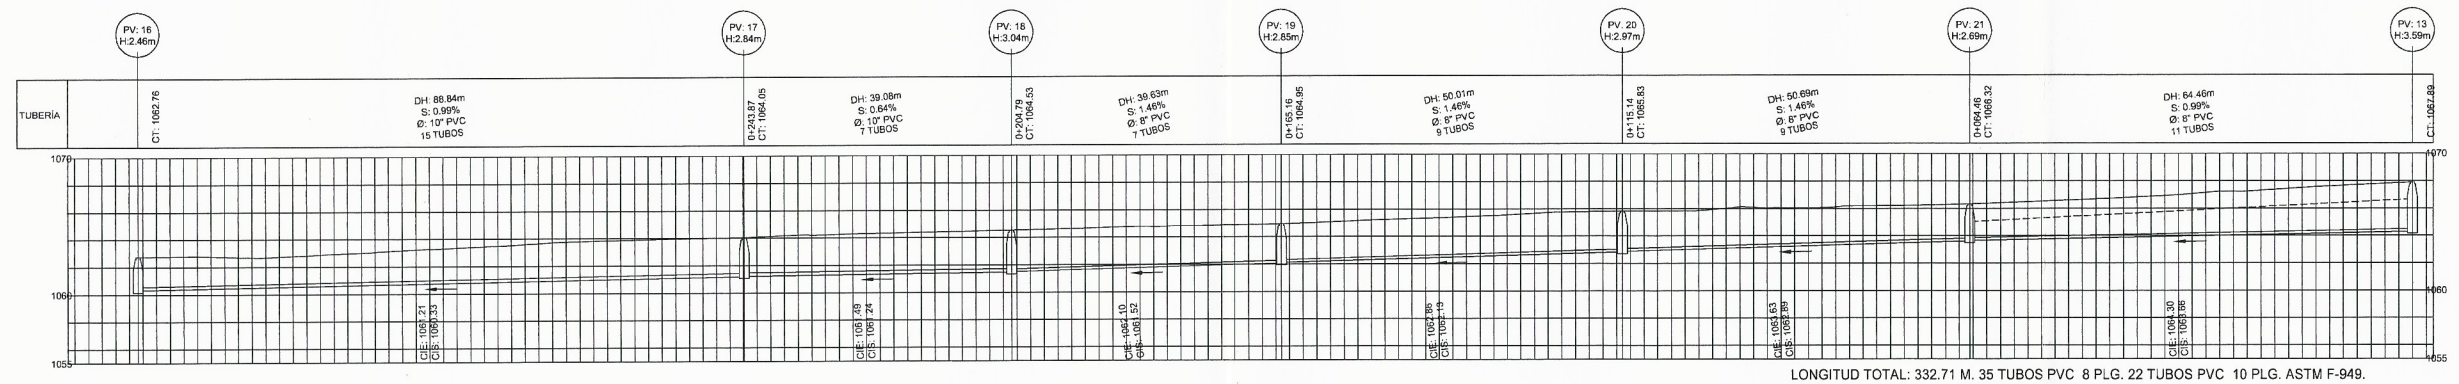 PV: 16
H:2.46m
PV: 17
H:2.84m
PV: 18
H:3.04m
PV: 19
H:2.85m
PV. 20
H:2.97m
PV. 21
H:2.69m
PV: 13
H:3.59m
TUBERÍA
CT: 1062.76
DH: 88.84m
S: 0.99%
Ø: 10" PVC
15 TUBOS
0+243.87
CT: 1064.05
DH: 39.08m
S: 0.64%
Ø: 10" PVC
7 TUBOS
0+204.79
CT: 1064.53
DH: 39.63m
S: 1.46%
Ø: 8" PVC
7 TUBOS
0+165.16
CT: 1064.95
DH: 50.01m
S: 1.46%
Ø: 8" PVC
9 TUBOS
0+115.14
CT: 1065.83
DH: 50.69m
S: 1.46%
Ø: 8" PVC
9 TUBOS
0+064.46
CT: 1066.32
DH: 64.46m
S: 0.99%
Ø: 8" PVC
11 TUBOS
CT: 1067.89
1070
1070
1060
1060
1055
1055
CIE: 1061.21
CIS: 1060.33
CIE: 1061.49
CIS: 1061.24
CIE: 1062.10
CIS: 1061.52
CIE: 1062.86
CIS: 1062.13
CIE: 1063.63
CIS: 1062.89
CIE: 1064.30
CIS: 1063.66
LONGITUD TOTAL: 332.71 M. 35 TUBOS PVC 8 PLG. 22 TUBOS PVC 10 PLG. ASTM F-949.